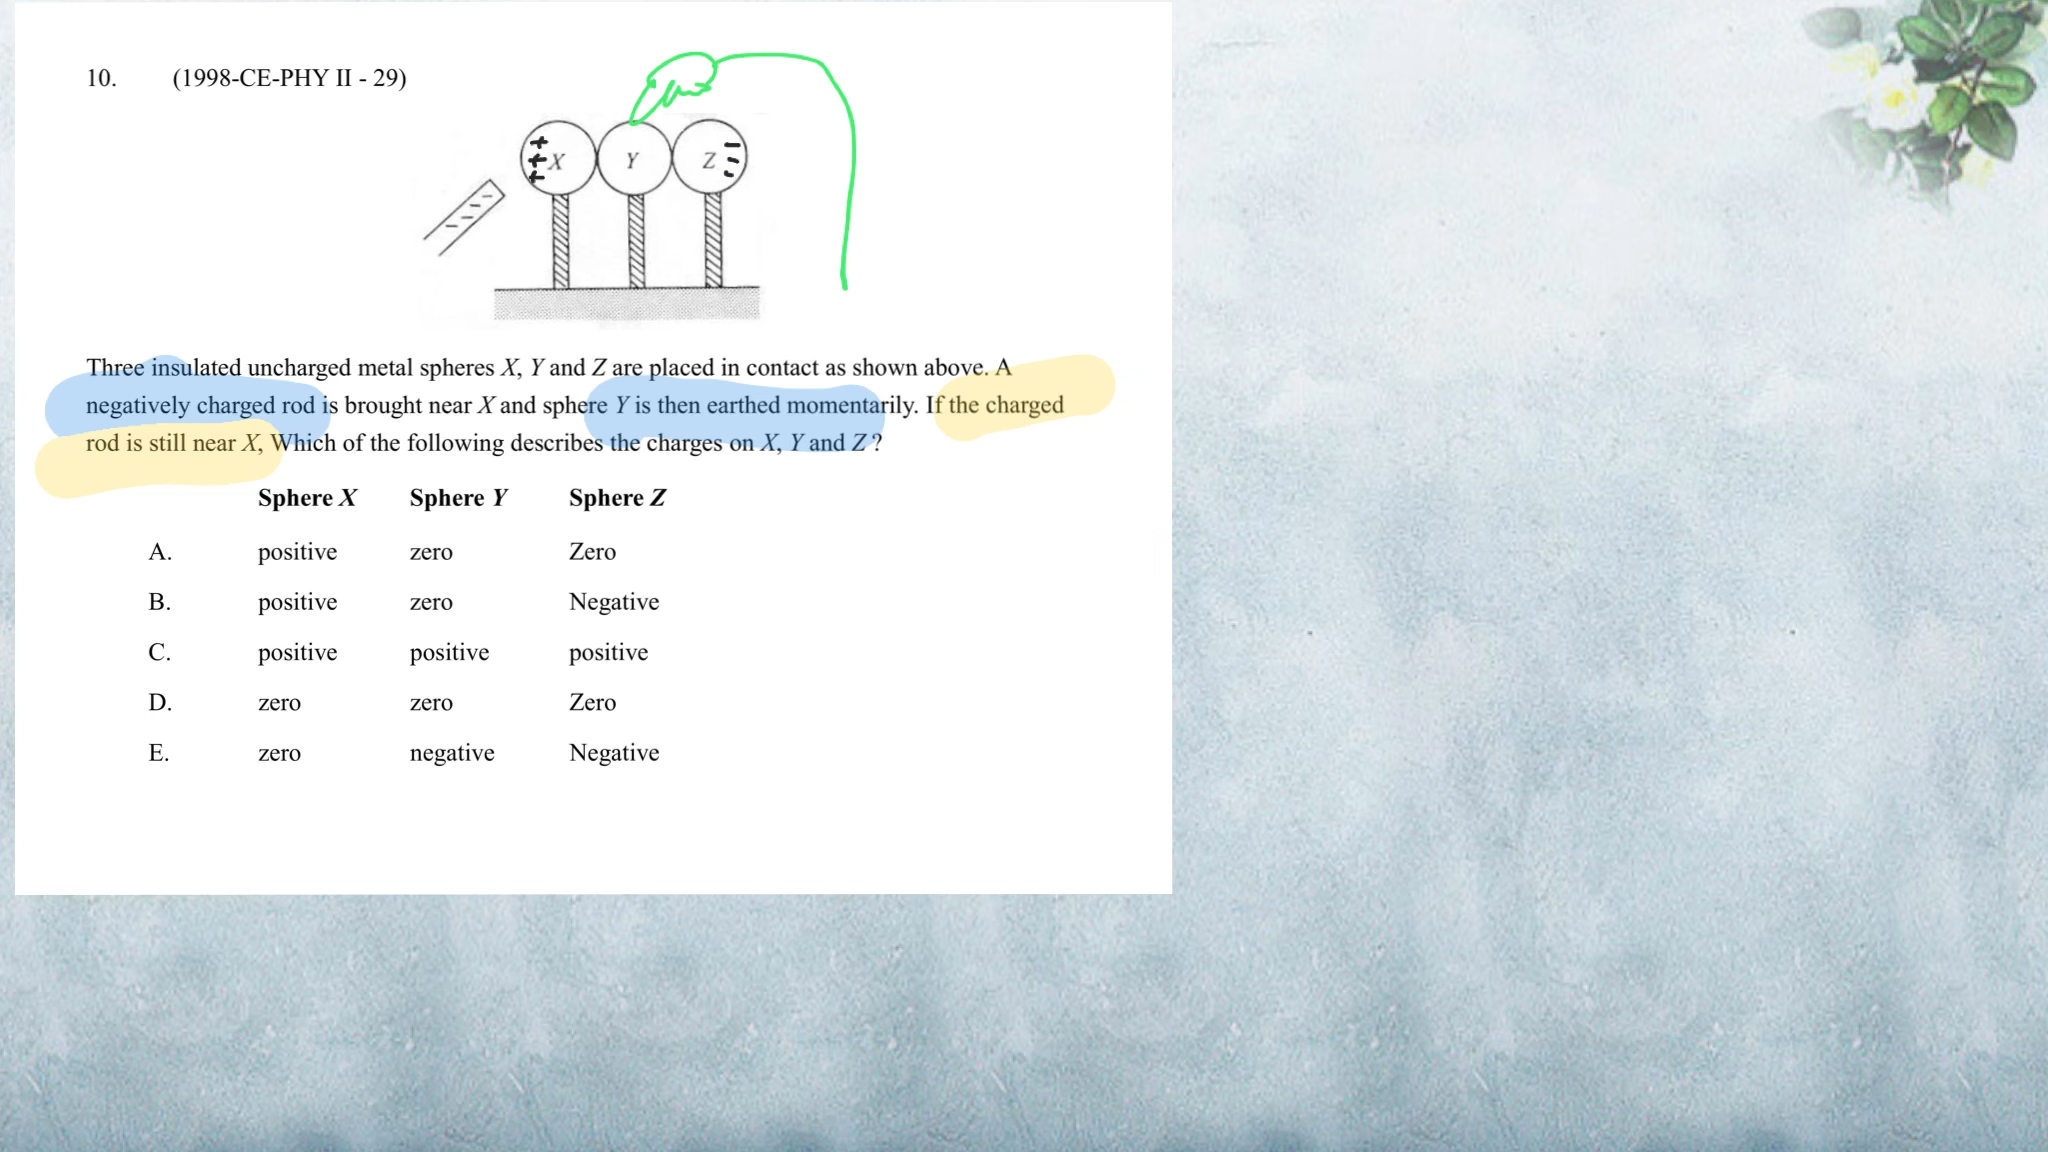 10. (1998-CE-PHY II - 29)
+ + +
X Y Z
- - -
- - - -
Three insulated uncharged metal spheres X, Y and Z are placed in contact as shown above. A
negatively charged rod is brought near X and sphere Y is then earthed momentarily. If the charged
rod is still near X, Which of the following describes the charges on X, Y and Z ?
Sphere X Sphere Y Sphere Z
A. positive zero Zero
B. positive zero Negative
C. positive positive positive
D. zero zero Zero
E. zero negative Negative